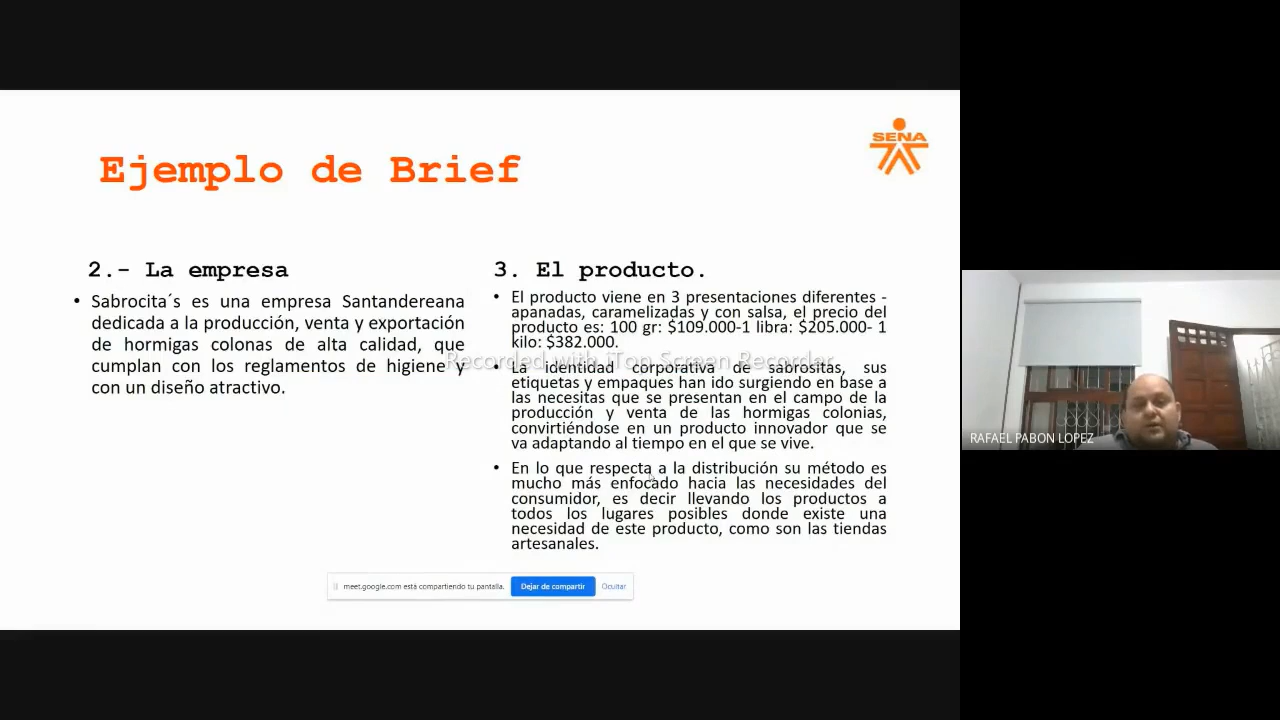 SENA
Ejemplo de Brief
2.- La empresa
• Sabrocita´s es una empresa Santandereana
dedicada a la producción, venta y exportación
de hormigas colonas de alta calidad, que
cumplan con los reglamentos de higiene y
con un diseño atractivo.
3. El producto.
• El producto viene en 3 presentaciones diferentes -
apanadas, caramelizadas y con salsa, el precio del
producto es: 100 gr: $109.000-1 libra: $205.000- 1
kilo: $382.000.
• La identidad corporativa de sabrositas, sus
etiquetas y empaques han ido surgiendo en base a
las necesitas que se presentan en el campo de la
producción y venta de las hormigas colonias,
convirtiéndose en un producto innovador que se
va adaptando al tiempo en el que se vive.
• En lo que respecta a la distribución su método es
mucho más enfocado hacia las necesidades del
consumidor, es decir llevando los productos a
todos los lugares posibles donde existe una
necesidad de este producto, como son las tiendas
artesanales.
Recorded with iTop Screen Recorder
meet.google.com está compartiendo tu pantalla.
Dejar de compartir
Ocultar
RAFAEL PABON LOPEZ